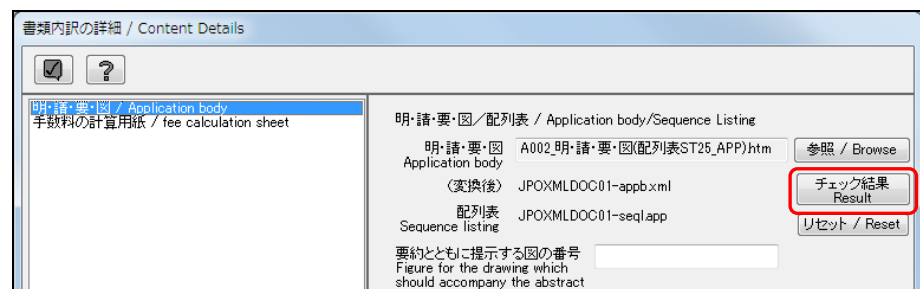 書類内訳の詳細 / Content Details
?
明・請・要・図 / Application body
手数料の計算用紙 / fee calculation sheet
明・請・要・図／配列表 / Application body/Sequence Listing
明・請・要・図 A002_明・請・要・図(配列表ST25_APP).htm 参照 / Browse
Application body
（変換後） JPOXMLDOC01-appb.xml チェック結果
Result
配列表 JPOXMLDOC01-seql.app
Sequence listing リセット / Reset
要約とともに提示する図の番号
Figure for the drawing which
should accompany the abstract